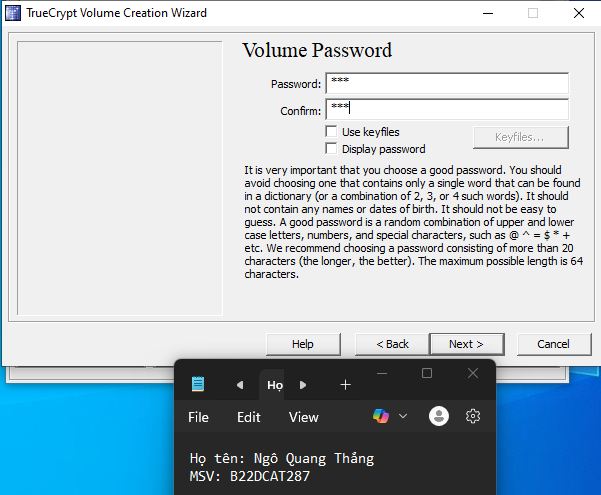 TrueCrypt Volume Creation Wizard
Volume Password
Password: ***
Confirm: ***
Use keyfiles
Keyfiles...
Display password
It is very important that you choose a good password. You should
avoid choosing one that contains only a single word that can be found
in a dictionary (or a combination of 2, 3, or 4 such words). It should
not contain any names or dates of birth. It should not be easy to
guess. A good password is a random combination of upper and lower
case letters, numbers, and special characters, such as @ ^ = $ * +
etc. We recommend choosing a password consisting of more than 20
characters (the longer, the better). The maximum possible length is 64
characters.
Help
< Back
Next >
Cancel
Họ
File
Edit
View
Họ tên: Ngô Quang Thắng
MSV: B22DCAT287